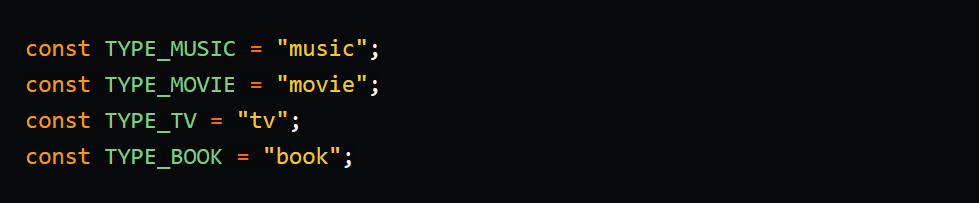 const TYPE_MUSIC = "music";
const TYPE_MOVIE = "movie";
const TYPE_TV = "tv";
const TYPE_BOOK = "book";